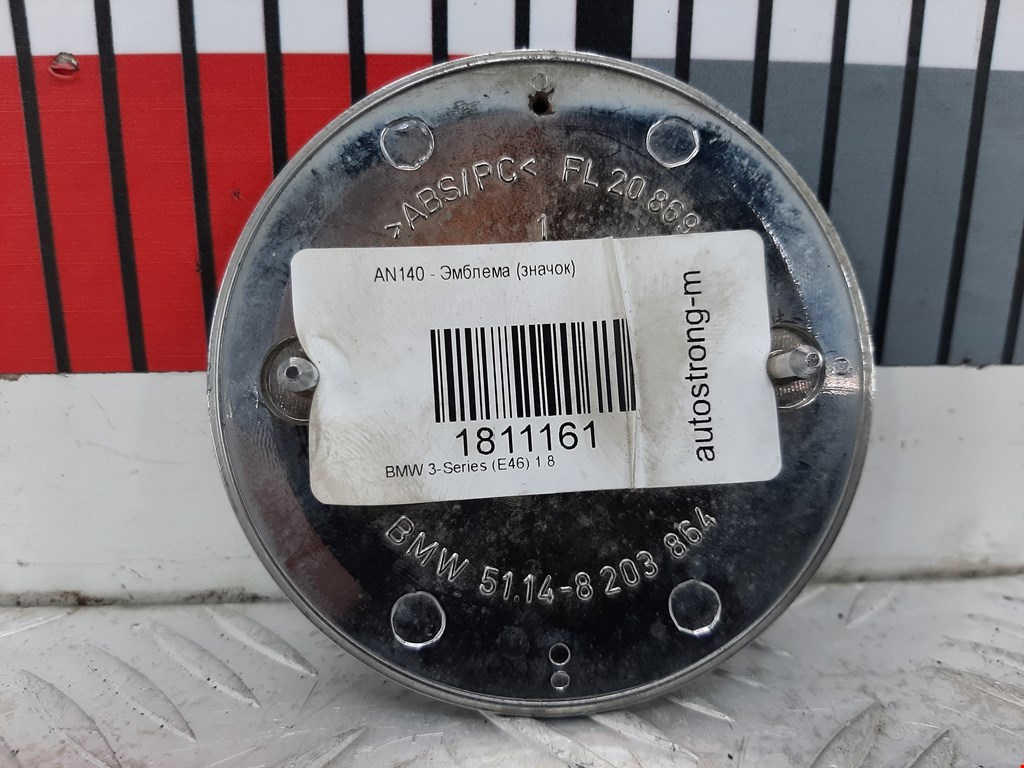 >ABS/PC< FL 20.869
1
AN140 - Эмблема (значок)
1811161
BMW 3-Series (E46) 1.8
autostrong-m
BMW 51.14-8 203 864